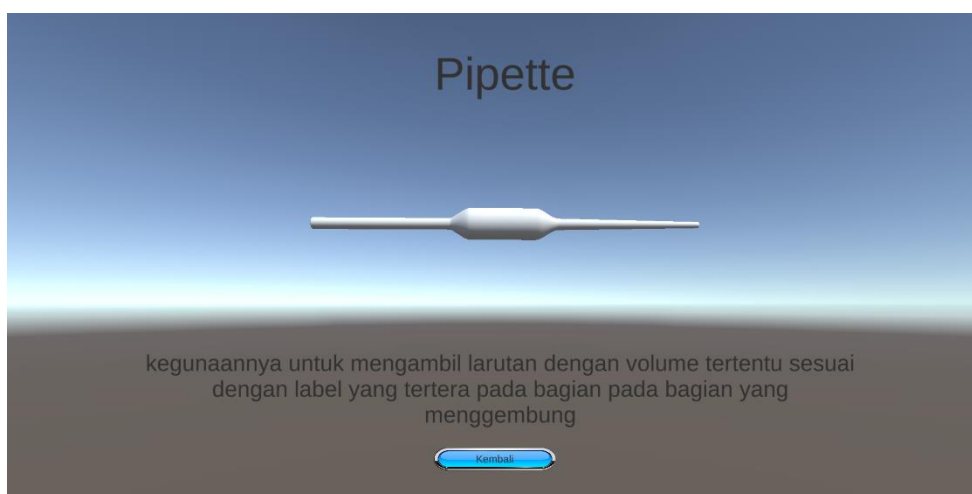 Pipette
kegunaannya untuk mengambil larutan dengan volume tertentu sesuai
dengan label yang tertera pada bagian pada bagian yang
menggembung
Kembali